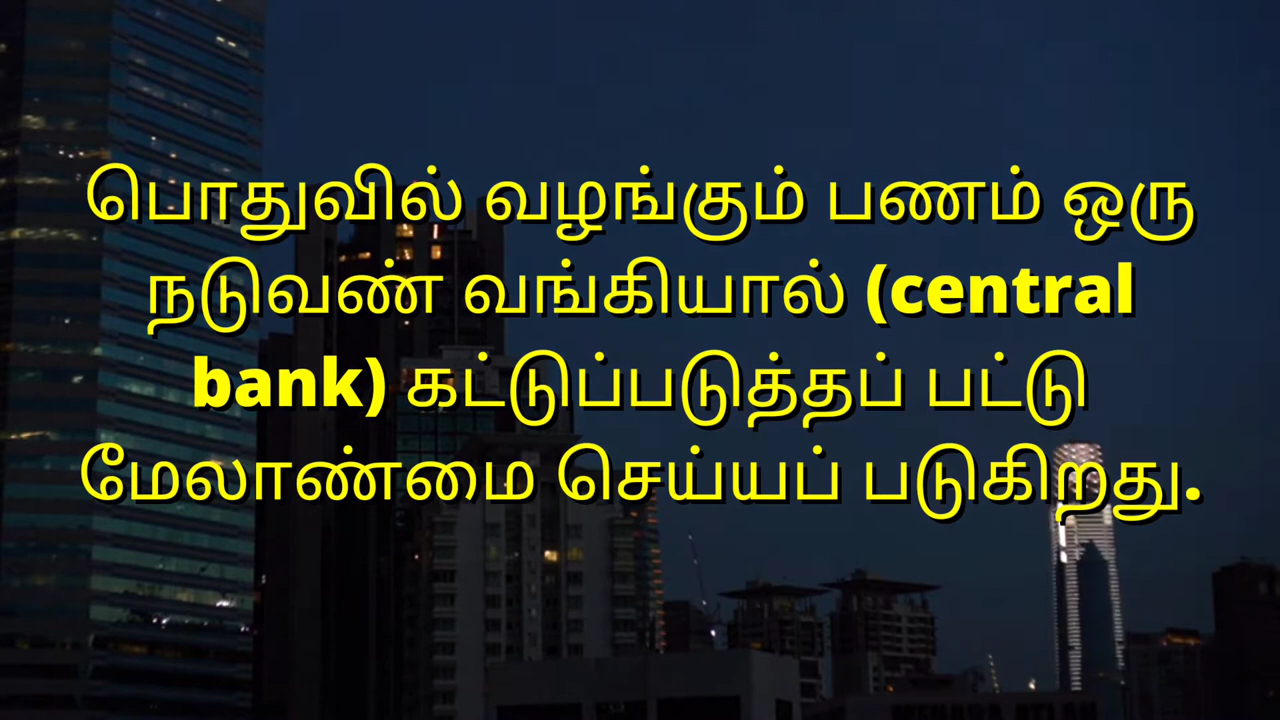 பொதுவில் வழங்கும் பணம் ஒரு
நடுவண் வங்கியால் (central
bank) கட்டுப்படுத்தப் பட்டு
மேலாண்மை செய்யப் படுகிறது.